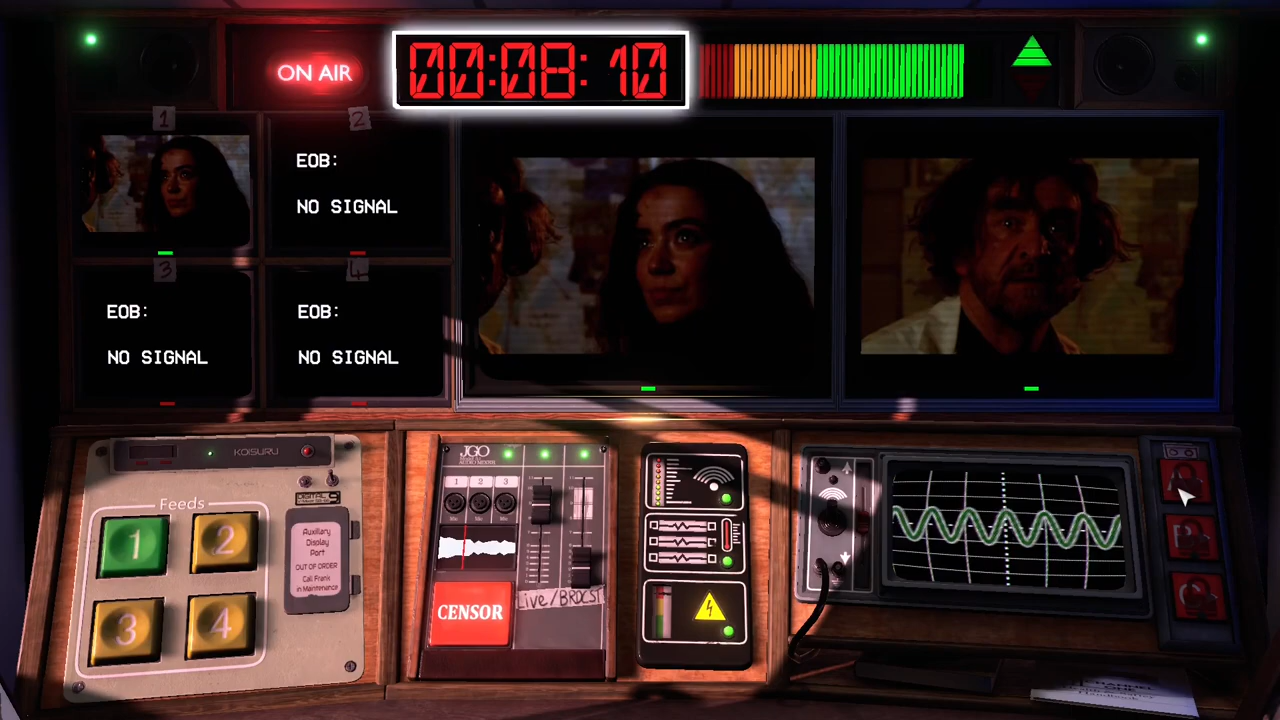 ON AIR
00:08:10
1
2
EOB:
NO SIGNAL
3
4
EOB:
NO SIGNAL
EOB:
NO SIGNAL
KOISURU
Feeds
1
2
3
4
Auxiliary
Display
Port
OUT OF ORDER
Call Frank
in Maintenance
JGO
1 2 3
CENSOR
Live/BRDCST